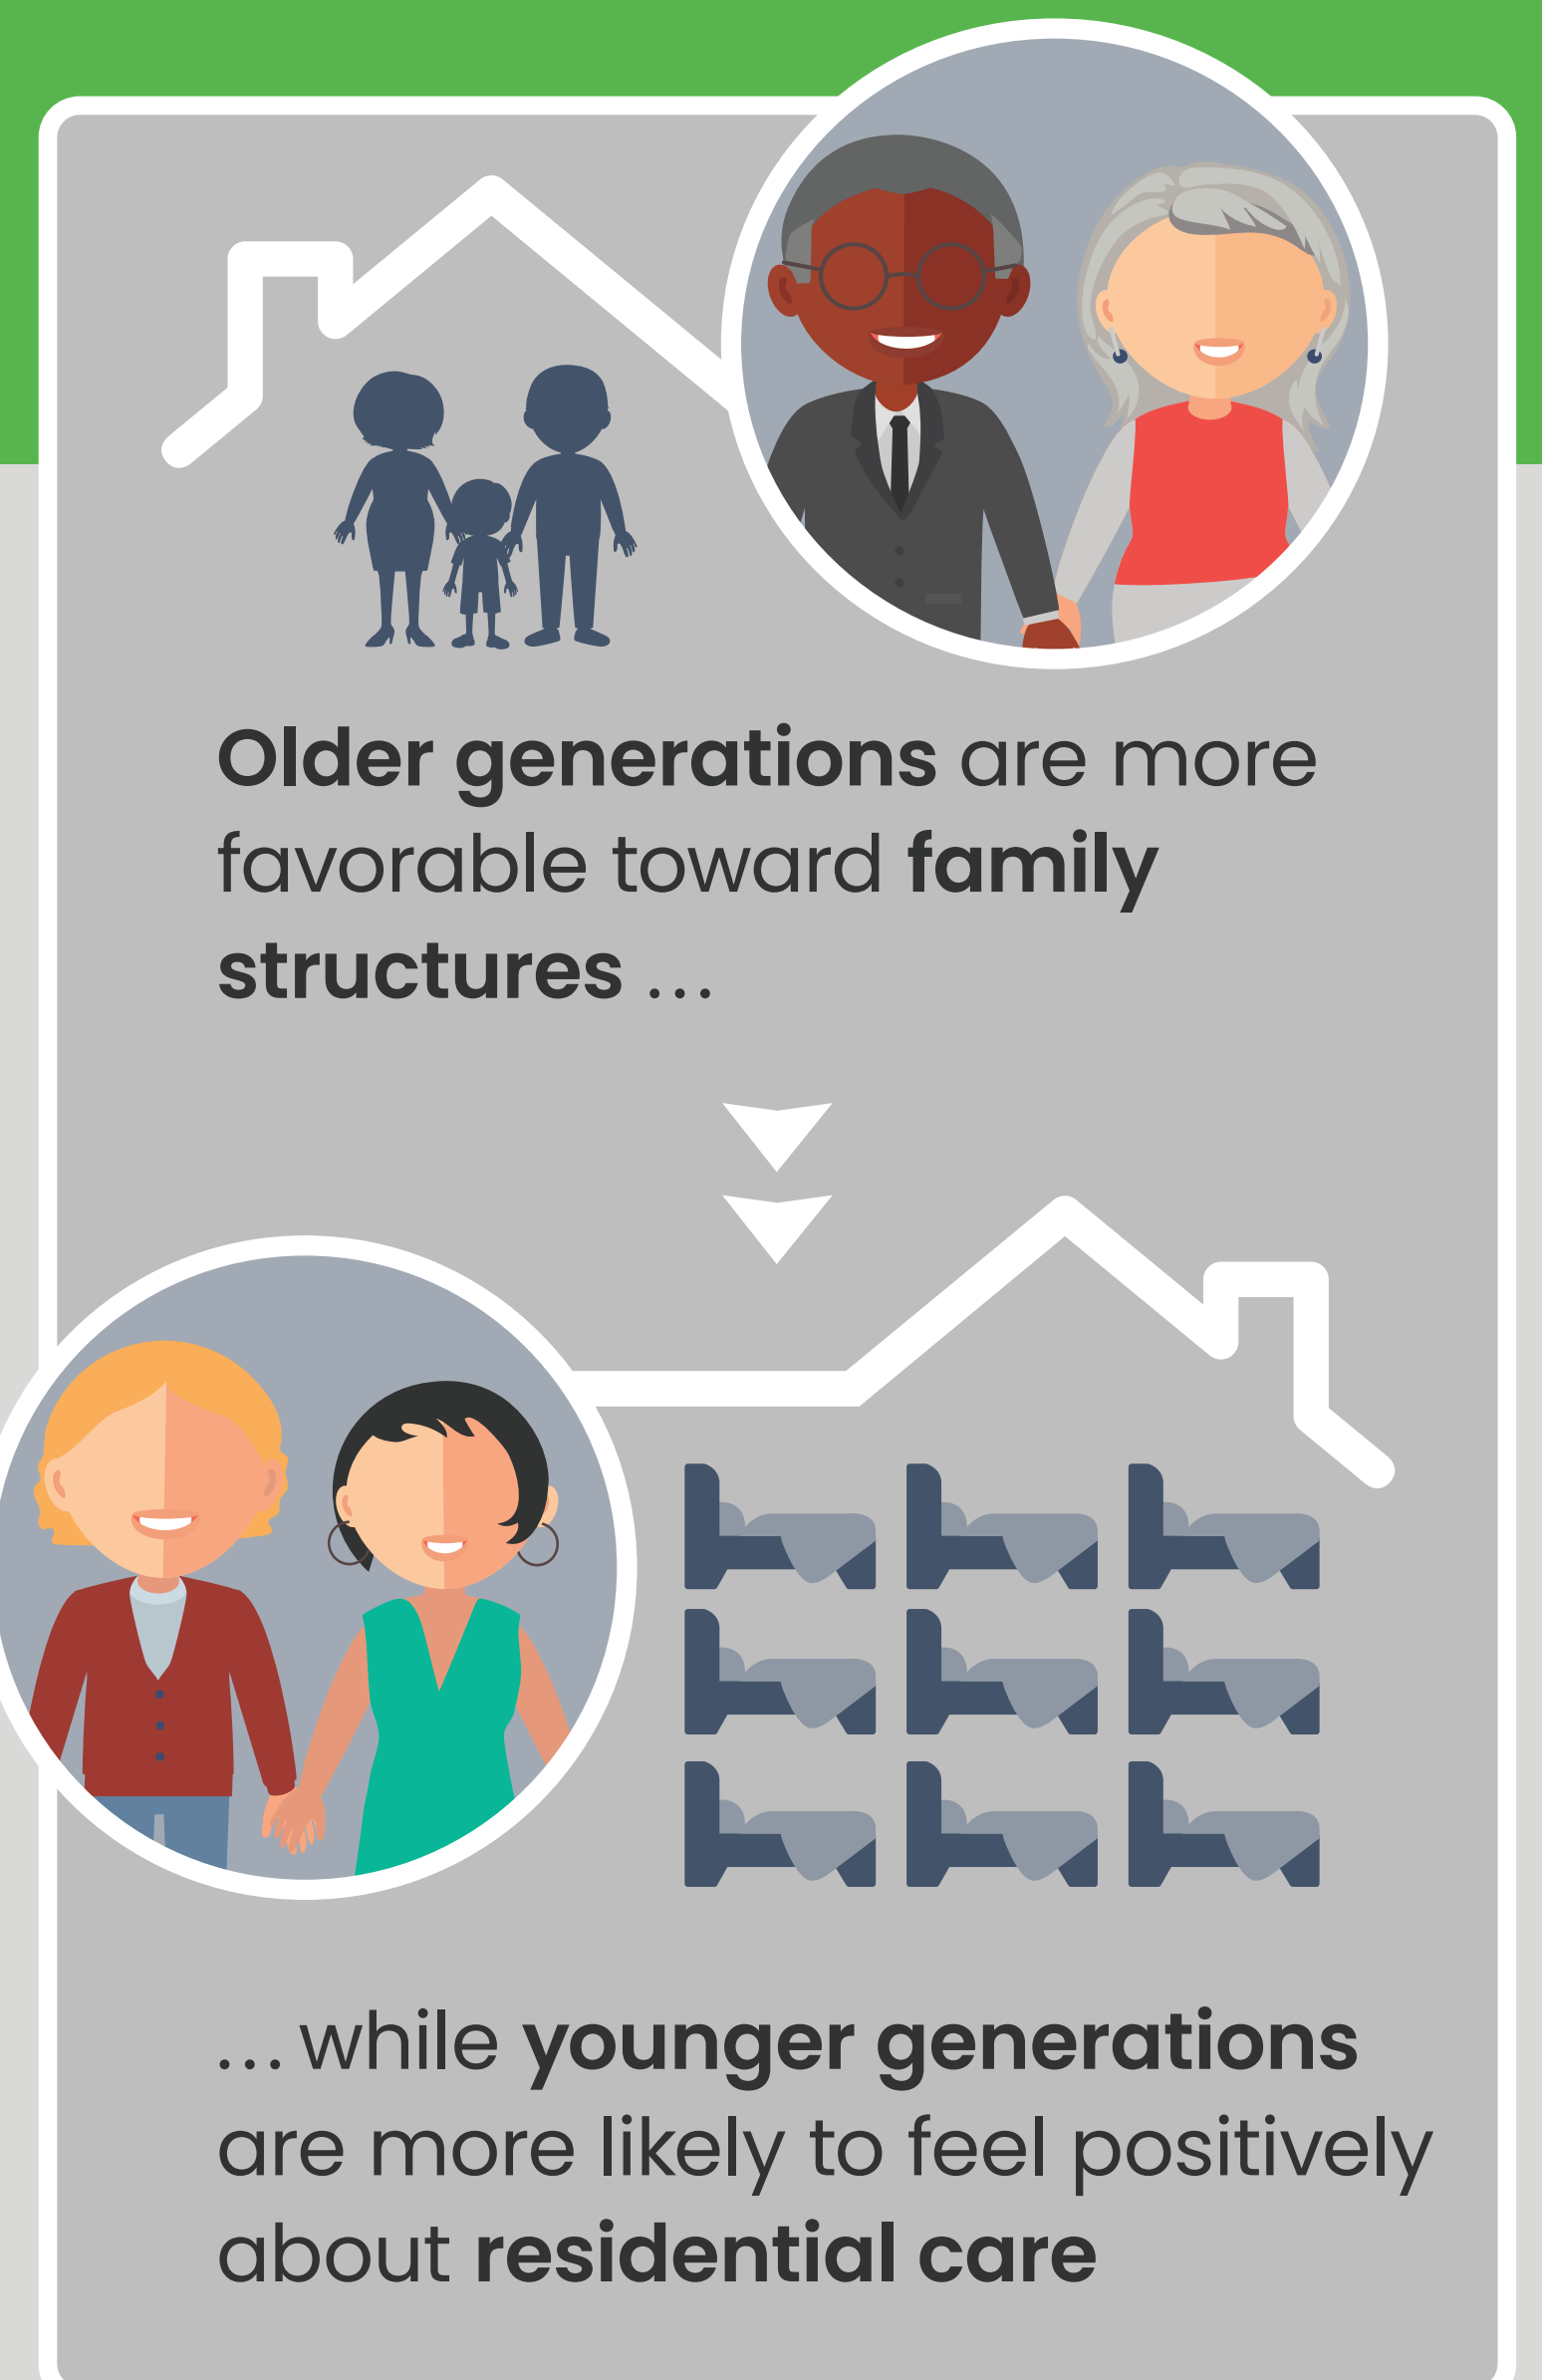 Older generations are more
favorable toward family
structures ...
... while younger generations
are more likely to feel positively
about residential care